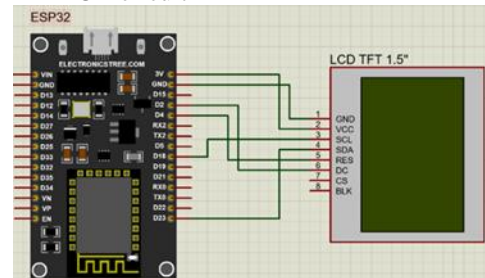 ESP32
ELECTRONICSTREE.COM
VIN
GND
D13
D12
D14
D27
D26
D25
D33
D32
D35
D34
VN
VP
EN
3V
GND
D15
D2
D4
RX2
TX2
D5
D18
D19
D21
RX0
TX0
D22
D23
LCD TFT 1.5"
1 GND
2 VCC
3 SCL
4 SDA
5 RES
6 DC
7 CS
8 BLK